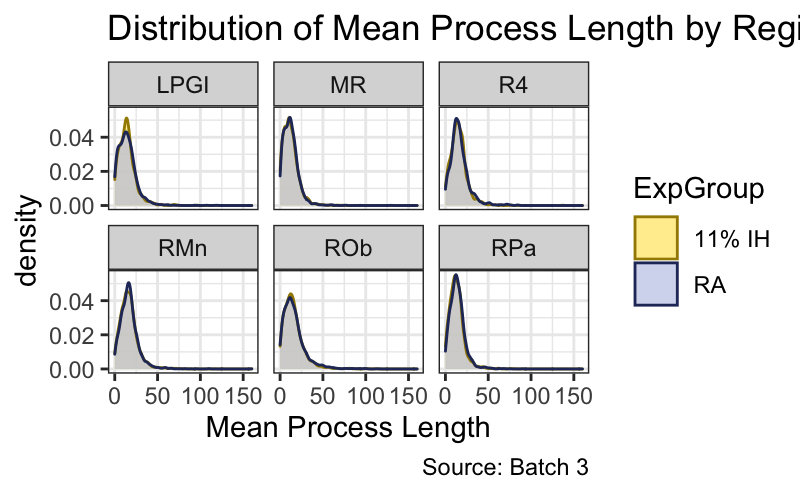 Distribution of Mean Process Length by Regi
LPGI MR R4
0.04
0.02
0.00
RMn ROb RPa
0.04
0.02
0.00
0 50 100 150 0 50 100 150 0 50 100 150
density
Mean Process Length
Source: Batch 3
ExpGroup
11% IH
RA